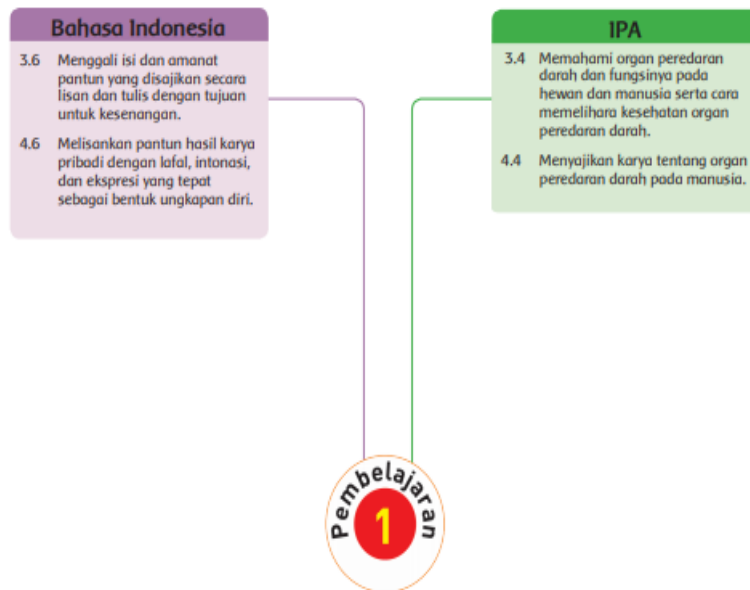 Bahasa Indonesia
3.6 Menggali isi dan amanat
pantun yang disajikan secara
lisan dan tulis dengan tujuan
untuk kesenangan.
4.6 Melisankan pantun hasil karya
pribadi dengan lafal, intonasi,
dan ekspresi yang tepat
sebagai bentuk ungkapan diri.
IPA
3.4 Memahami organ peredaran
darah dan fungsinya pada
hewan dan manusia serta cara
memelihara kesehatan organ
peredaran darah.
4.4 Menyajikan karya tentang organ
peredaran darah pada manusia.
Pembelajaran
1